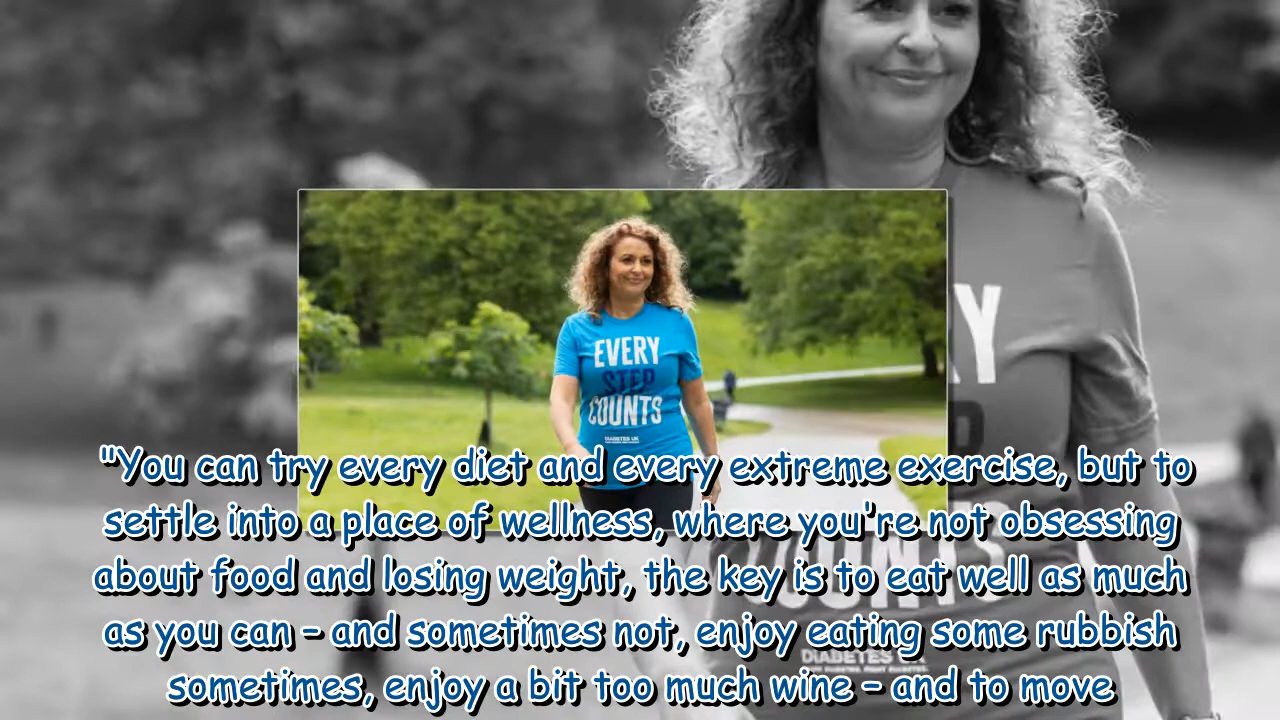 EVERY
STEP
COUNTS
DIABETES UK
"You can try every diet and every extreme exercise, but to
settle into a place of wellness, where you're not obsessing
about food and losing weight, the key is to eat well as much
as you can – and sometimes not, enjoy eating some rubbish
sometimes, enjoy a bit too much wine – and to move
COUNTS
DIABETES UK